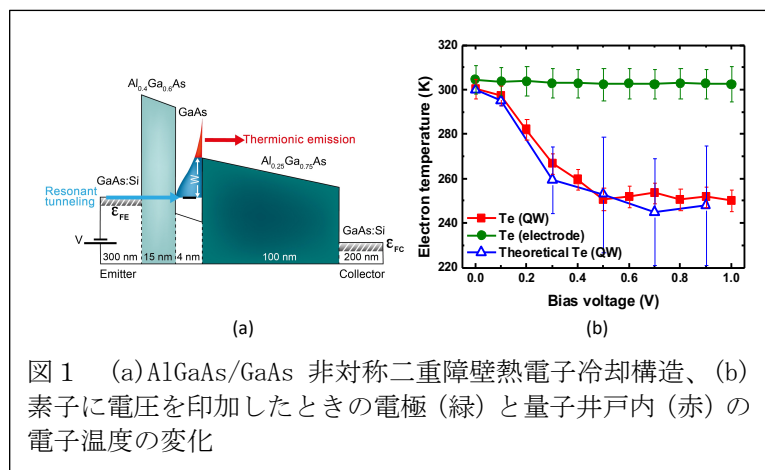 Al0.4Ga0.6As
GaAs
Thermionic emission
Al0.25Ga0.75As
W
GaAs:Si
Resonant
tunneling
εFE
GaAs:Si
εFC
V
300 nm 15 nm 4 nm 100 nm 200 nm
Emitter Collector
(a)
(b)
Electron temperature (K)
320
310
300
290
280
270
260
250
240
230
220
Te (QW)
Te (electrode)
Theoretical Te (QW)
0.0 0.2 0.4 0.6 0.8 1.0
Bias voltage (V)
(b)
図１ (a)AlGaAs/GaAs 非対称二重障壁熱電子冷却構造、(b)
素子に電圧を印加したときの電極（緑）と量子井戸内（赤）の
電子温度の変化